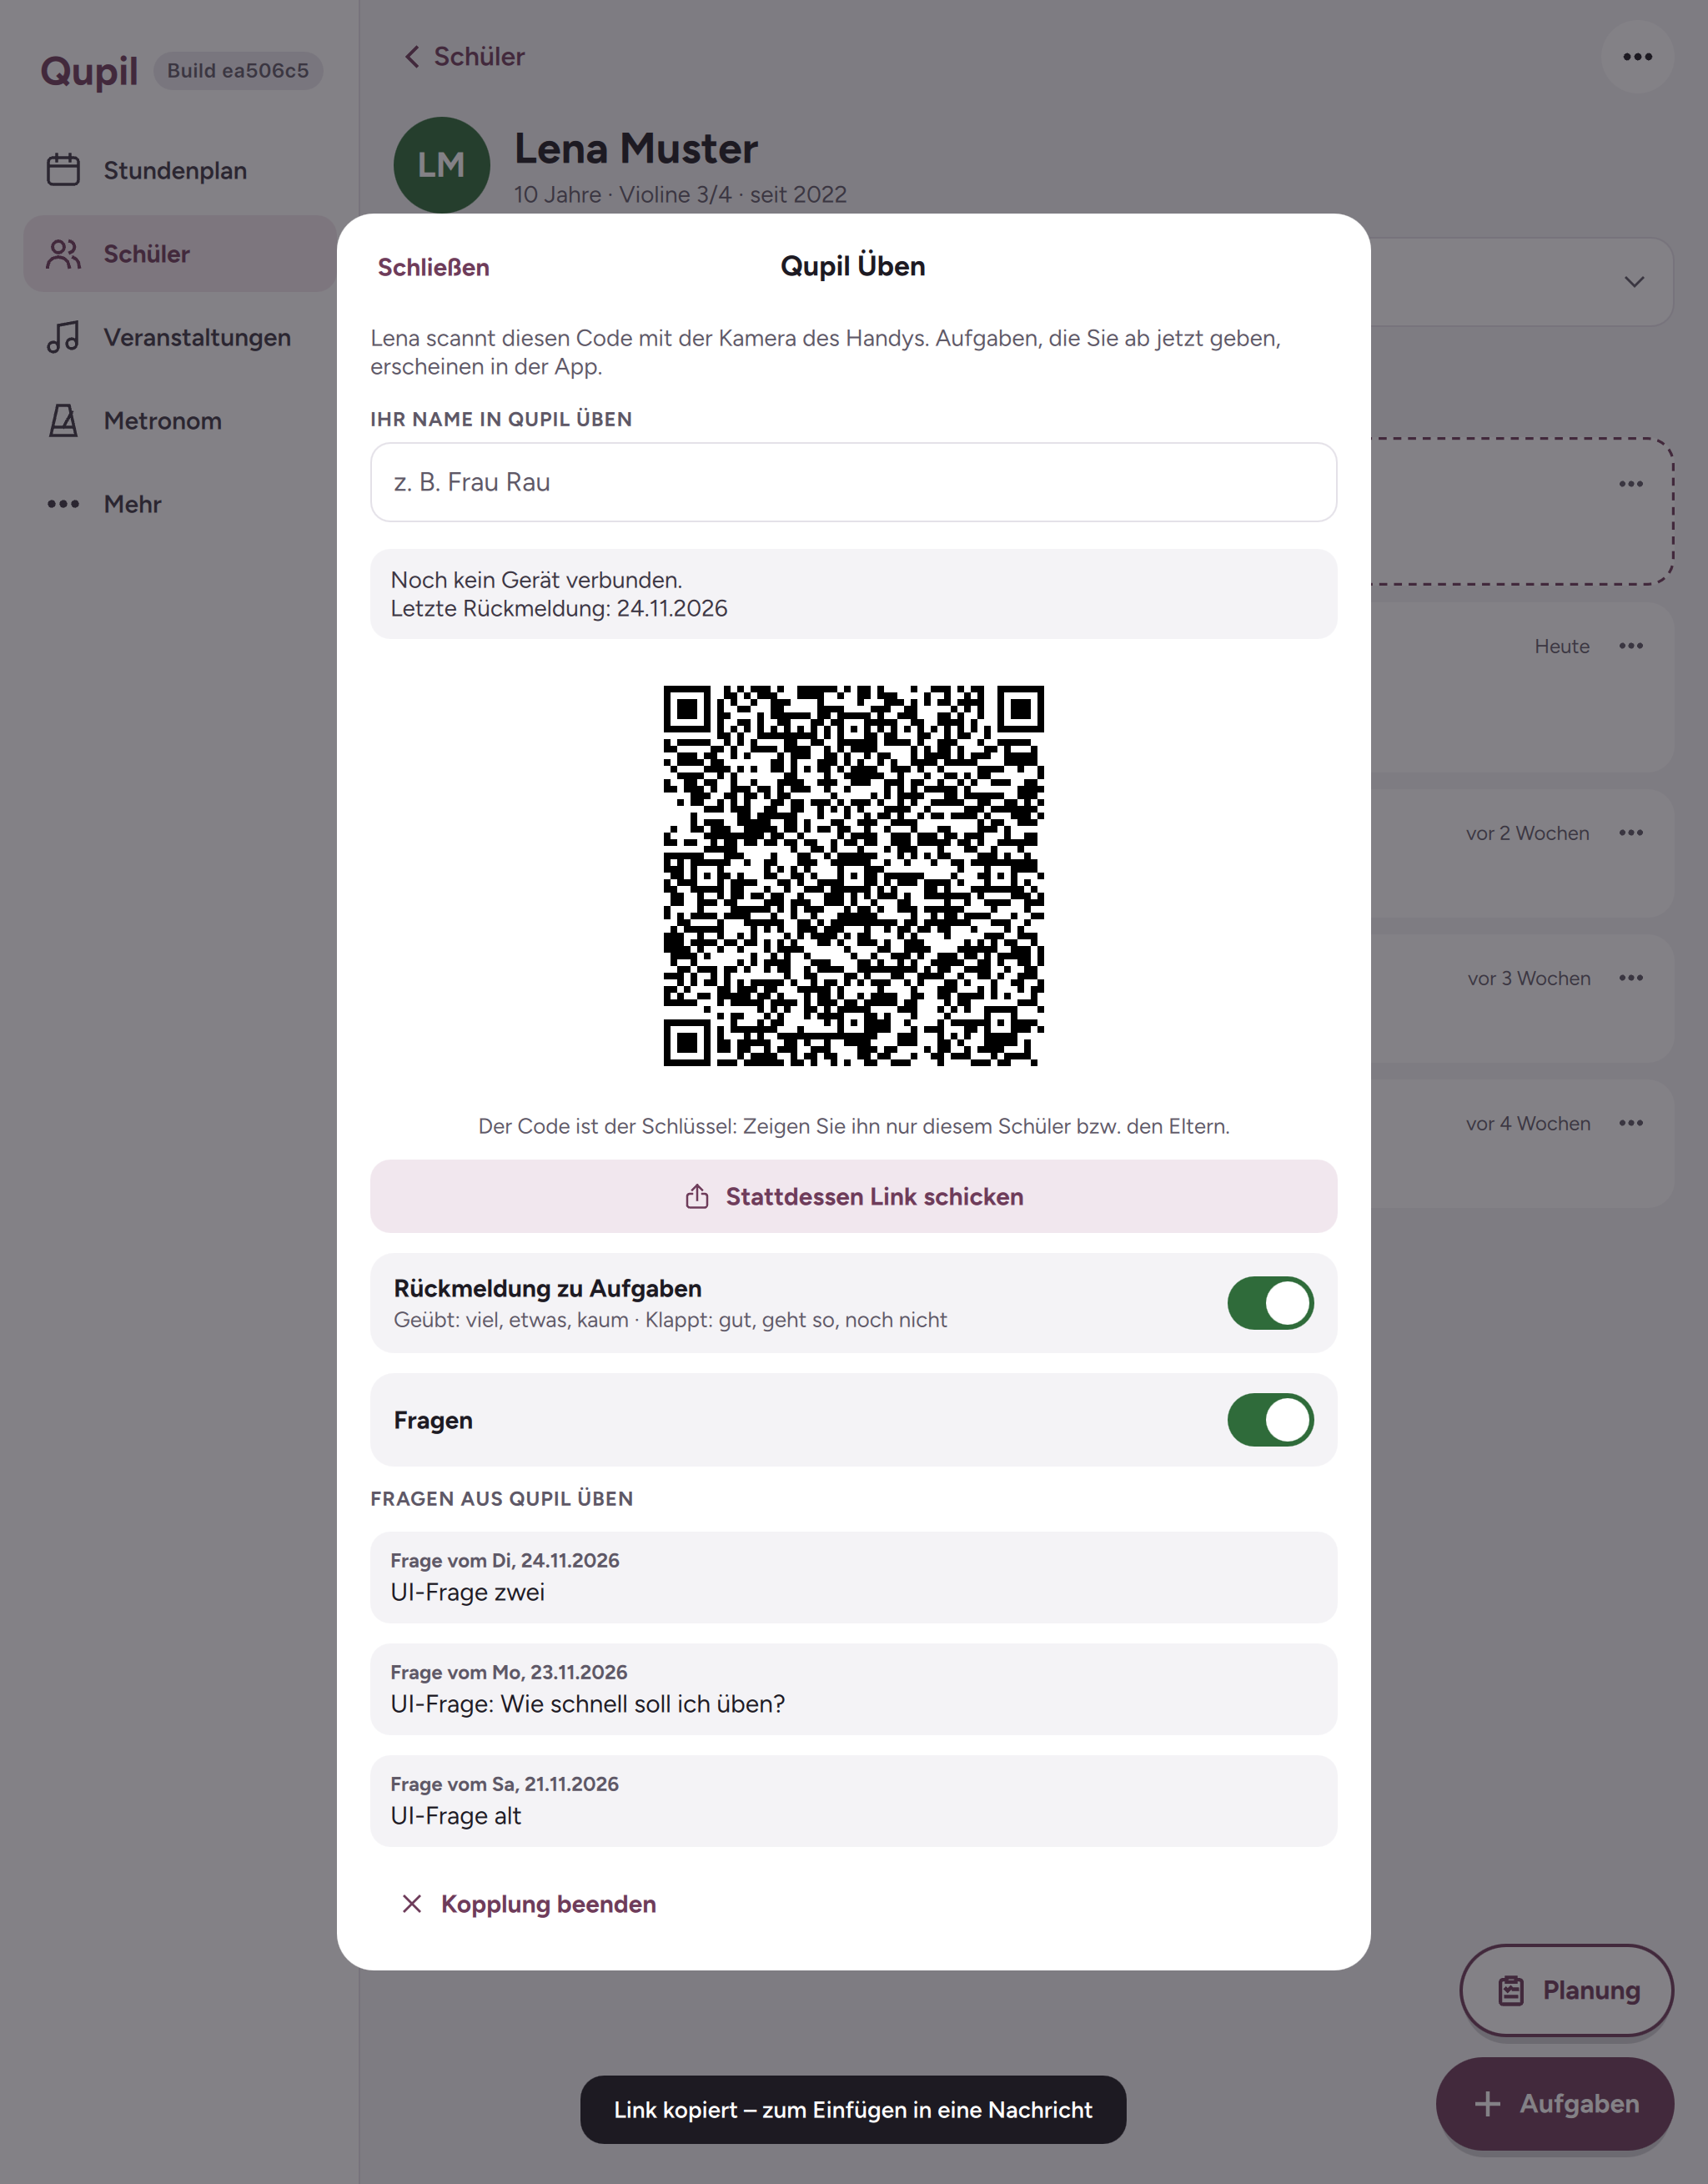 Qupil
Build ea506c5
Stundenplan
Schüler
Veranstaltungen
Metronom
Mehr
Schüler
LM
Lena Muster
10 Jahre · Violine 3/4 · seit 2022
Schließen
Qupil Üben
Lena scannt diesen Code mit der Kamera des Handys. Aufgaben, die Sie ab jetzt geben,
erscheinen in der App.
IHR NAME IN QUPIL ÜBEN
z. B. Frau Rau
Noch kein Gerät verbunden.
Letzte Rückmeldung: 24.11.2026
Der Code ist der Schlüssel: Zeigen Sie ihn nur diesem Schüler bzw. den Eltern.
Stattdessen Link schicken
Rückmeldung zu Aufgaben
Geübt: viel, etwas, kaum · Klappt: gut, geht so, noch nicht
Fragen
FRAGEN AUS QUPIL ÜBEN
Frage vom Di, 24.11.2026
UI-Frage zwei
Frage vom Mo, 23.11.2026
UI-Frage: Wie schnell soll ich üben?
Frage vom Sa, 21.11.2026
UI-Frage alt
Kopplung beenden
Heute
vor 2 Wochen
vor 3 Wochen
vor 4 Wochen
Planung
Aufgaben
Link kopiert – zum Einfügen in eine Nachricht